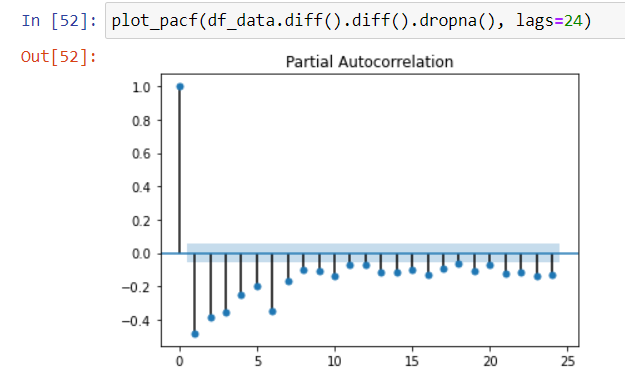 In [52]: plot_pacf(df_data.diff().diff().dropna(), lags=24)
Out[52]:
Partial Autocorrelation
1.0
0.8
0.6
0.4
0.2
0.0
−0.2
−0.4
0 5 10 15 20 25